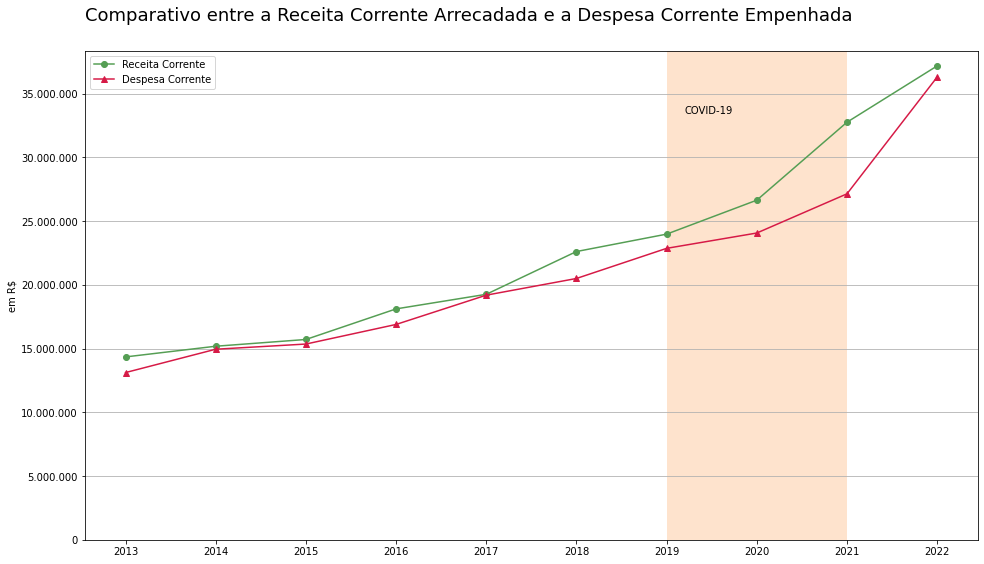 Comparativo entre a Receita Corrente Arrecadada e a Despesa Corrente Empenhada
Receita Corrente
Despesa Corrente
COVID-19
em R$
35.000.000
30.000.000
25.000.000
20.000.000
15.000.000
10.000.000
5.000.000
0
2013 2014 2015 2016 2017 2018 2019 2020 2021 2022